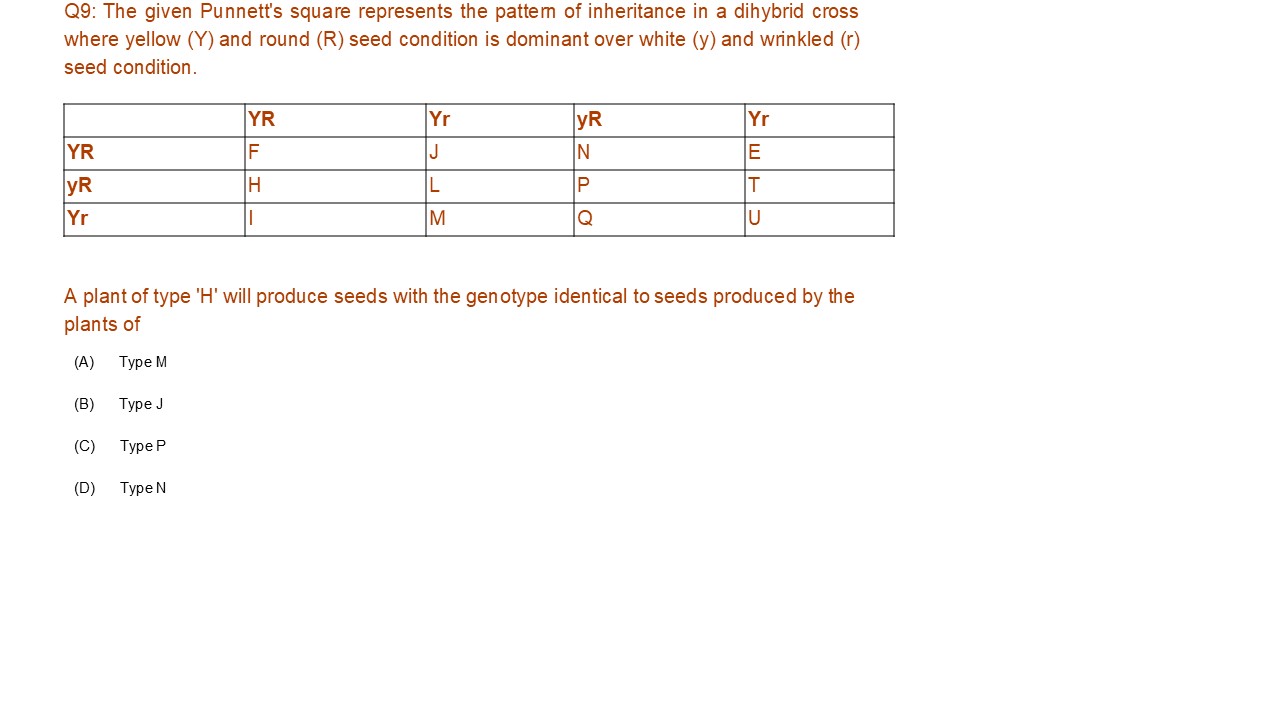 Q9: The given Punnett's square represents the pattern of inheritance in a dihybrid cross
where yellow (Y) and round (R) seed condition is dominant over white (y) and wrinkled (r)
seed condition.
YR Yr yR Yr
YR F J N E
yR H L P T
Yr I M Q U
A plant of type 'H' will produce seeds with the genotype identical to seeds produced by the
plants of
(A) Type M
(B) Type J
(C) Type P
(D) Type N